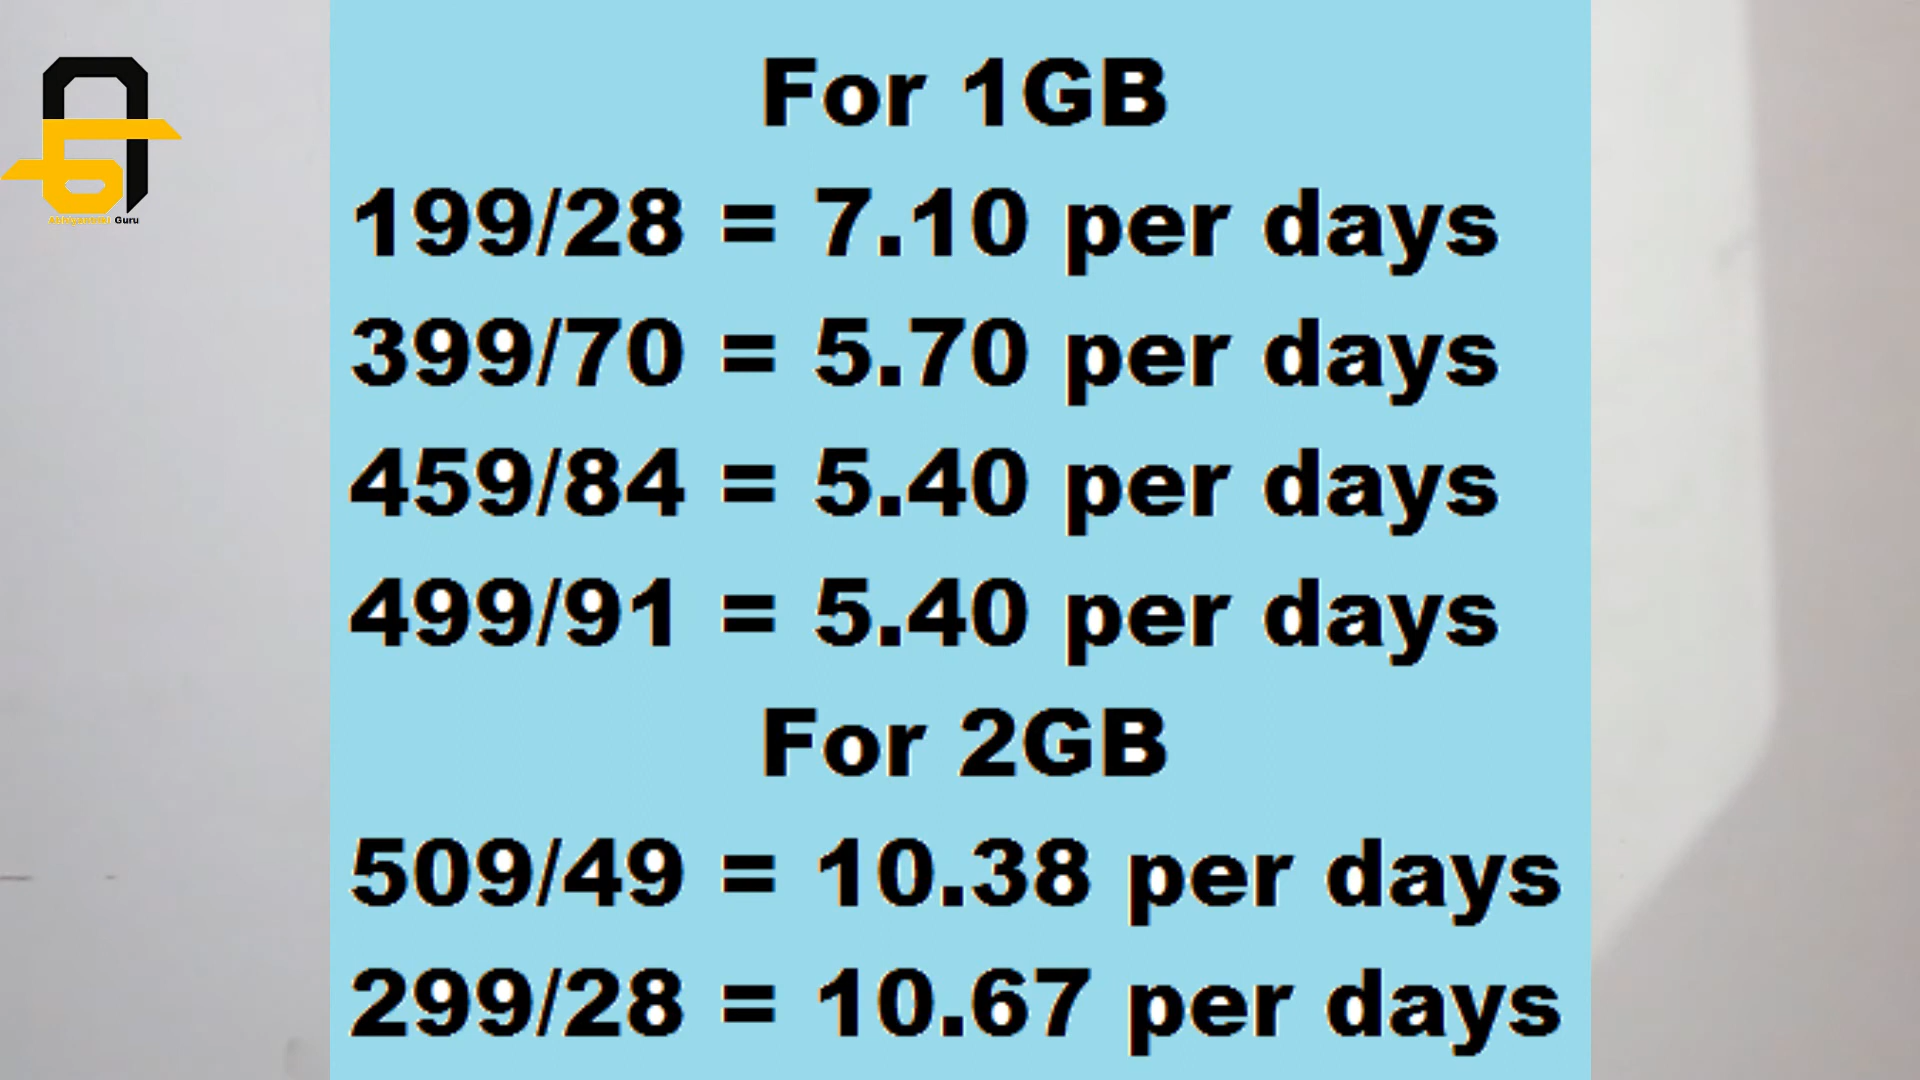 For 1GB
199/28 = 7.10 per days
399/70 = 5.70 per days
459/84 = 5.40 per days
499/91 = 5.40 per days
For 2GB
509/49 = 10.38 per days
299/28 = 10.67 per days
Guru